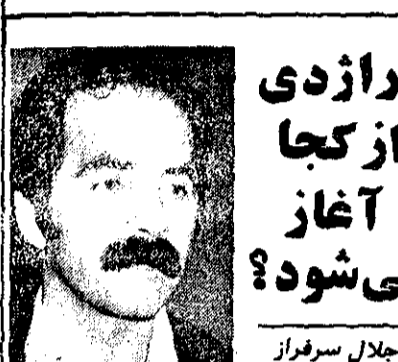 راژدی
از کجا
آغاز
ی‌شود؟
جلال سرفراز